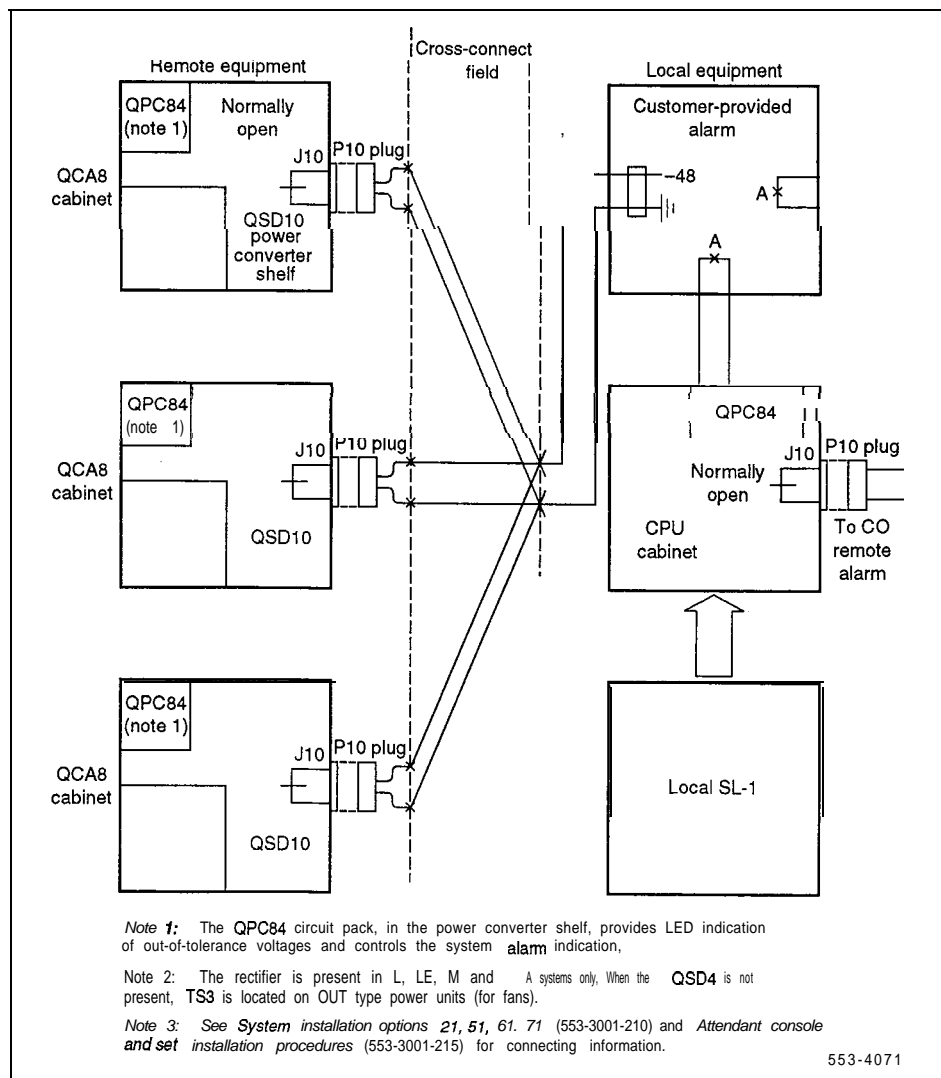 Remote equipment
Cross-connect
field
Local equipment
QPC84
(note 1)
Normally
open
J10
P10 plug
QCA8
cabinet
QSD10
power
converter
shelf
Customer-provided
alarm
-48
A
A
QPC84
(note 1)
J10
P10 plug
QCA8
cabinet
QSD10
QPC84
Normally
open
J10
P10 plug
CPU
cabinet
To CO
remote
alarm
QPC84
(note 1)
J10
P10 plug
QCA8
cabinet
QSD10
Local SL-1
Note 1: The QPC84 circuit pack, in the power converter shelf, provides LED indication
of out-of-tolerance voltages and controls the system alarm indication,
Note 2: The rectifier is present in L, LE, M and A systems only, When the QSD4 is not
present, TS3 is located on OUT type power units (for fans).
Note 3: See System installation options 21, 51, 61. 71 (553-3001-210) and Attendant console
and set installation procedures (553-3001-215) for connecting information.
553-4071